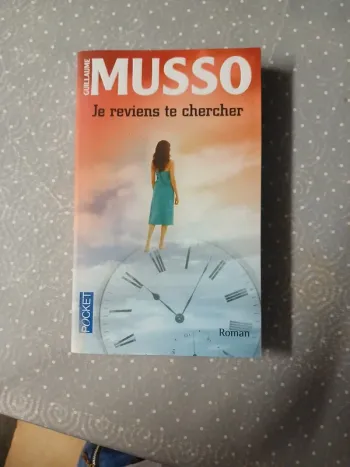 GUILLAUME
MUSSO
Je reviens te chercher
POCKET
Roman